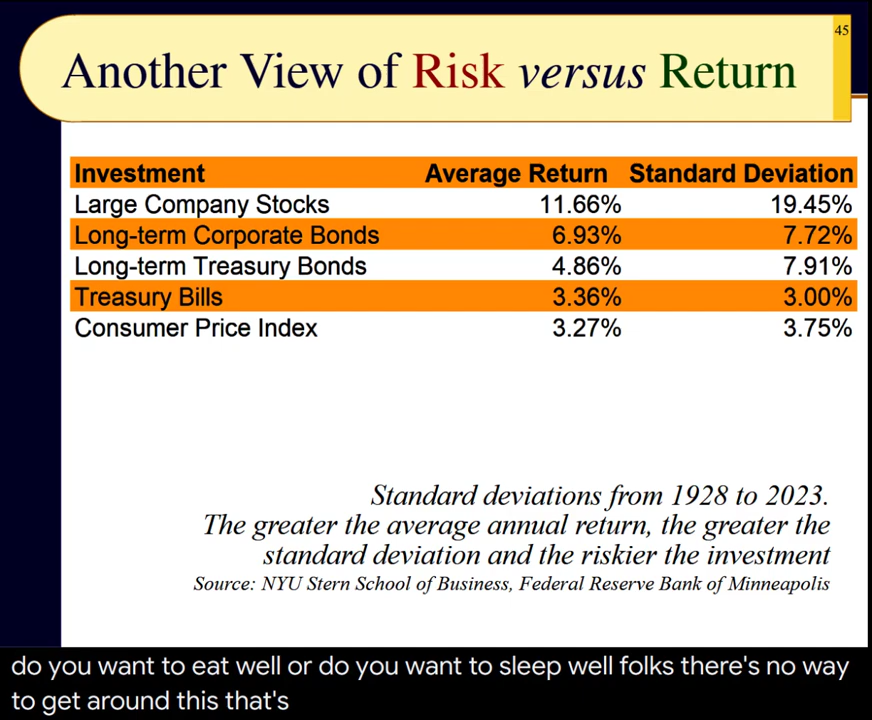 45
Another View of Risk versus Return
Investment Average Return Standard Deviation
Large Company Stocks 11.66% 19.45%
Long-term Corporate Bonds 6.93% 7.72%
Long-term Treasury Bonds 4.86% 7.91%
Treasury Bills 3.36% 3.00%
Consumer Price Index 3.27% 3.75%
Standard deviations from 1928 to 2023.
The greater the average annual return, the greater the
standard deviation and the riskier the investment
Source: NYU Stern School of Business, Federal Reserve Bank of Minneapolis
do you want to eat well or do you want to sleep well folks there's no way
to get around this that's